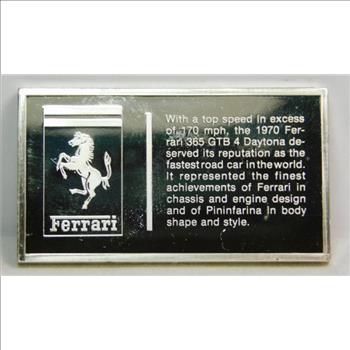 Ferrari
With a top speed in excess
of 170 mph, the 1970 Fer-
rari 365 GTB 4 Daytona de-
served its reputation as the
fastest road car in the world.
It represented the finest
achievements of Ferrari in
chassis and engine design
and of Pininfarina in body
shape and style.